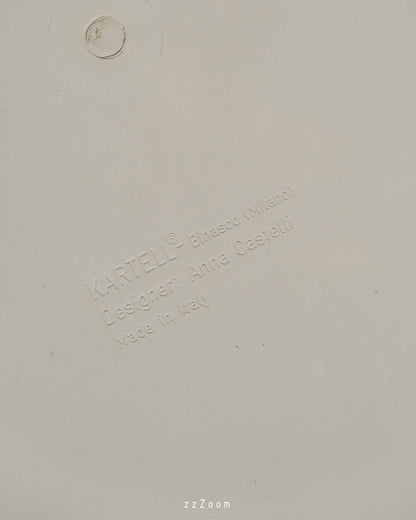 KARTELL® - Binasco (Milano)
Designer: Anna Castelli
Made in Italy
zzZoom